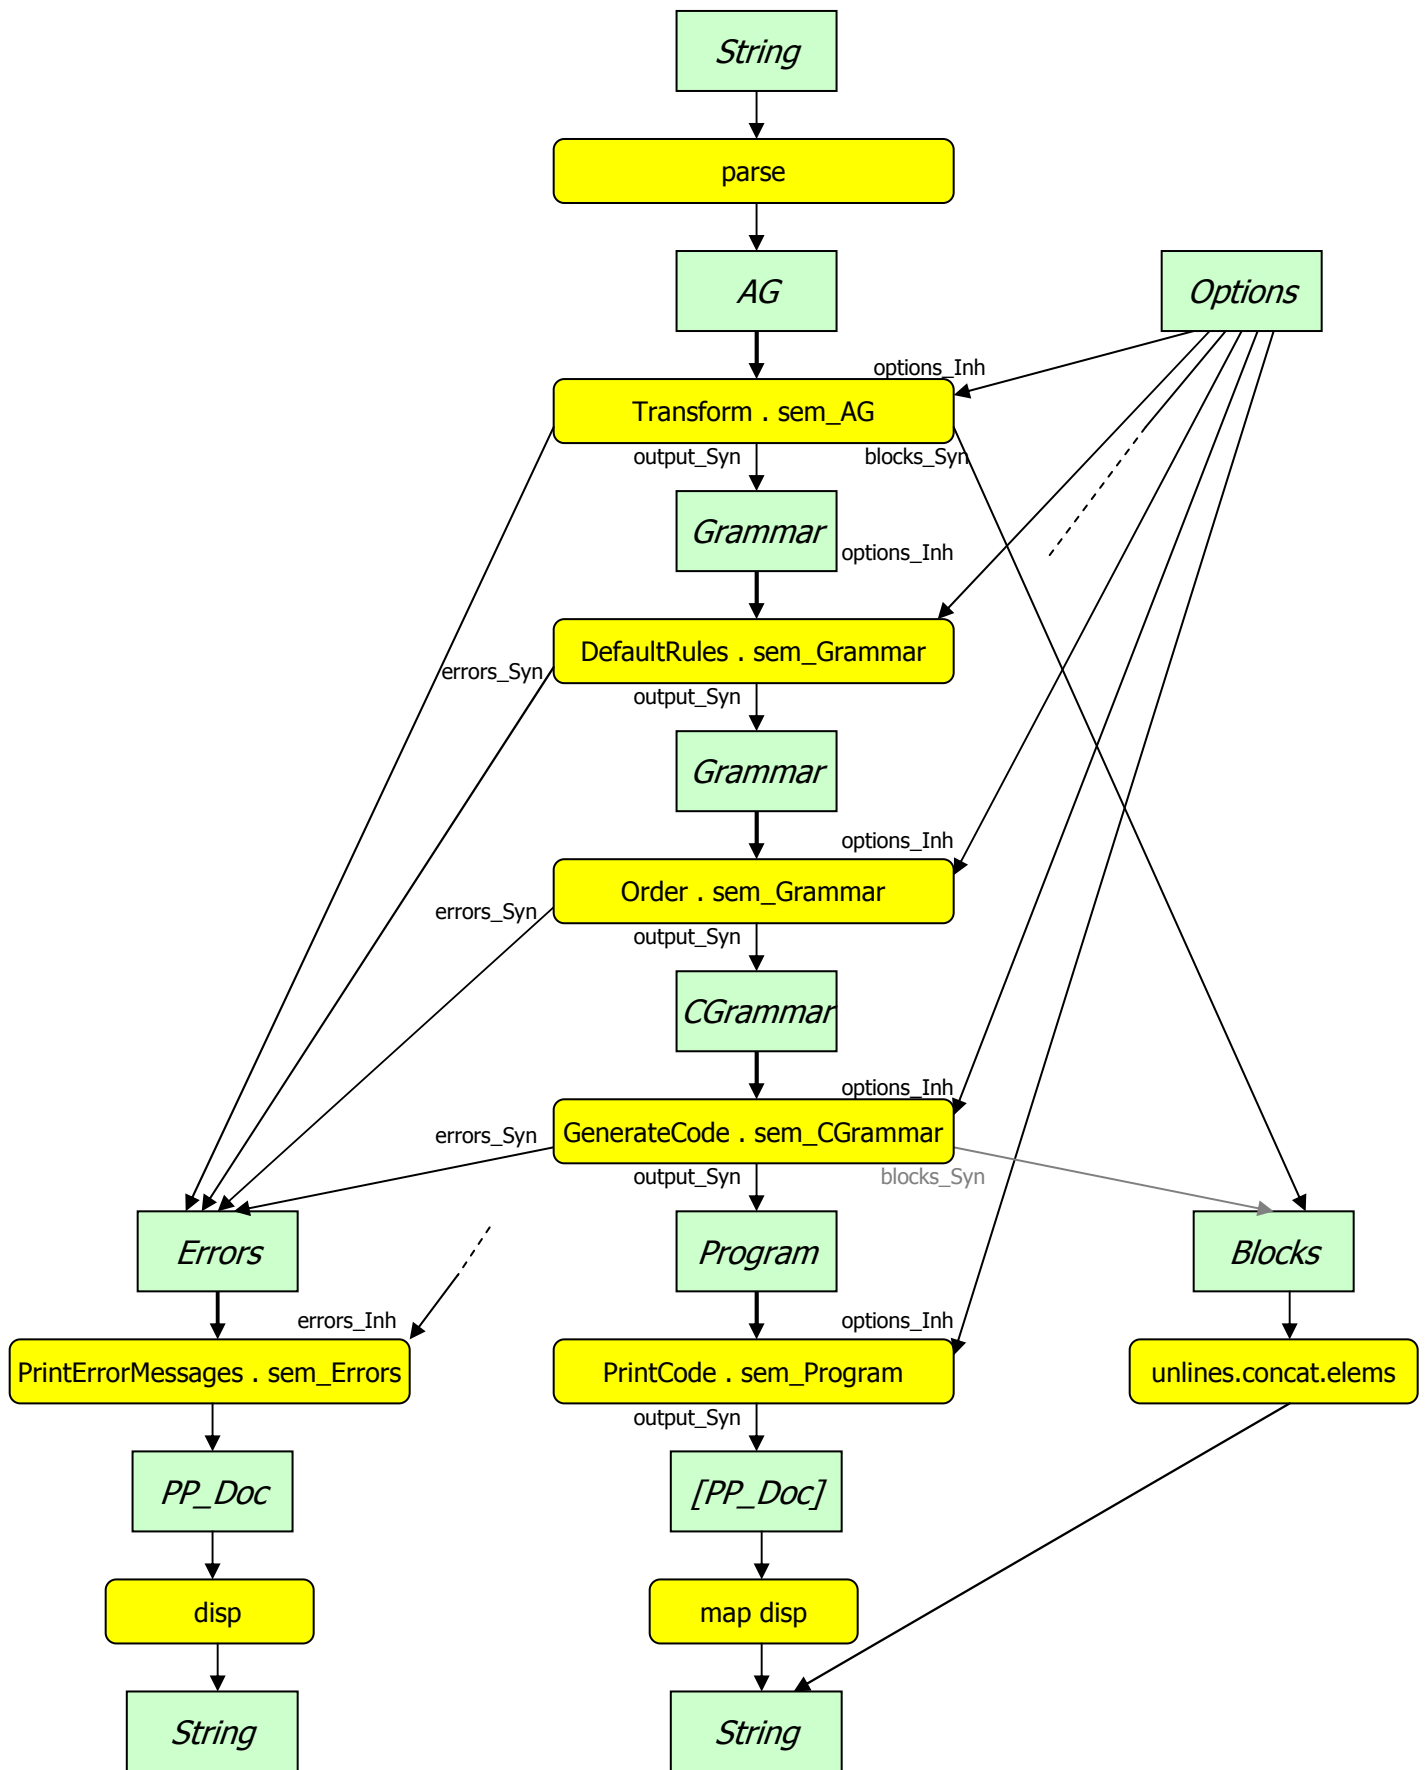 String
parse
AG
Options
options_Inh
Transform . sem_AG
output_Syn
blocks_Syn
Grammar
options_Inh
DefaultRules . sem_Grammar
errors_Syn
output_Syn
Grammar
options_Inh
Order . sem_Grammar
errors_Syn
output_Syn
CGrammar
options_Inh
GenerateCode . sem_CGrammar
errors_Syn
output_Syn
blocks_Syn
Errors
Program
Blocks
errors_Inh
options_Inh
PrintErrorMessages . sem_Errors
PrintCode . sem_Program
unlines.concat.elems
output_Syn
PP_Doc
[PP_Doc]
disp
map disp
String
String